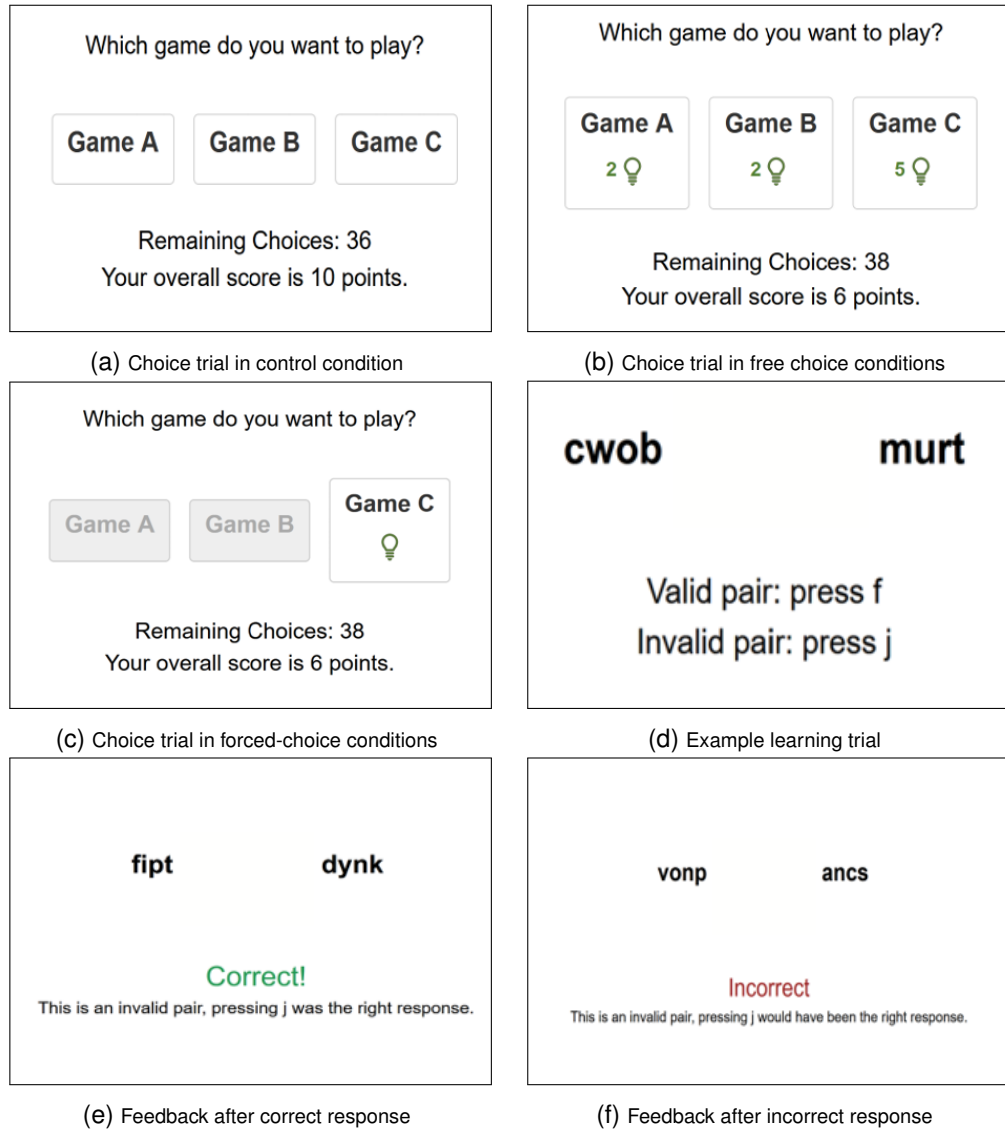 Which game do you want to play?
Game A Game B Game C
Remaining Choices: 36
Your overall score is 10 points.
(a) Choice trial in control condition
Which game do you want to play?
Game A Game B Game C
2 2 5
Remaining Choices: 38
Your overall score is 6 points.
(b) Choice trial in free choice conditions
Which game do you want to play?
Game A Game B Game C
Remaining Choices: 38
Your overall score is 6 points.
(c) Choice trial in forced-choice conditions
cwob murt
Valid pair: press f
Invalid pair: press j
(d) Example learning trial
fipt dynk
Correct!
This is an invalid pair, pressing j was the right response.
(e) Feedback after correct response
vonp ancs
Incorrect
This is an invalid pair, pressing j would have been the right response.
(f) Feedback after incorrect response